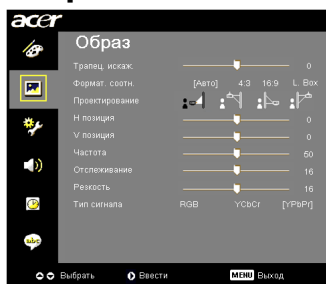 acer
Образ
Трапец. искаж. 0
Формат. соотн. [Авто] 4:3 16:9 L. Box
Проектирование
H позиция 0
V позиция 0
Частота 50
Отслеживание 16
Резкость 16
Тип сигнала RGB YCbCr [YPbPr]
abc
Выбрать Ввести MENU Выход